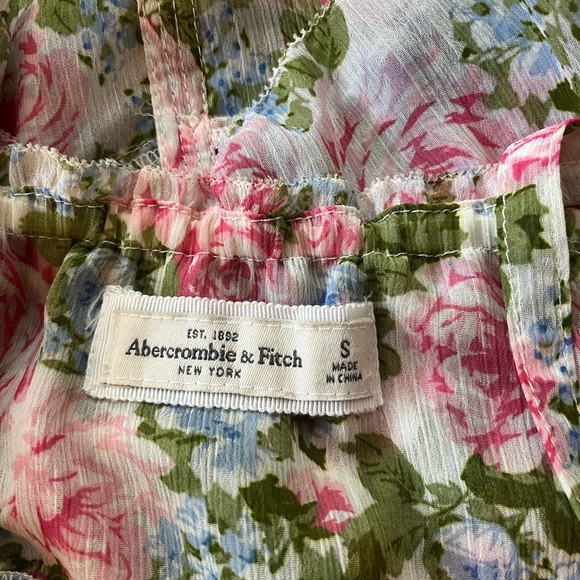 EST. 1892
Abercrombie & Fitch
NEW YORK
S
MADE
IN CHINA